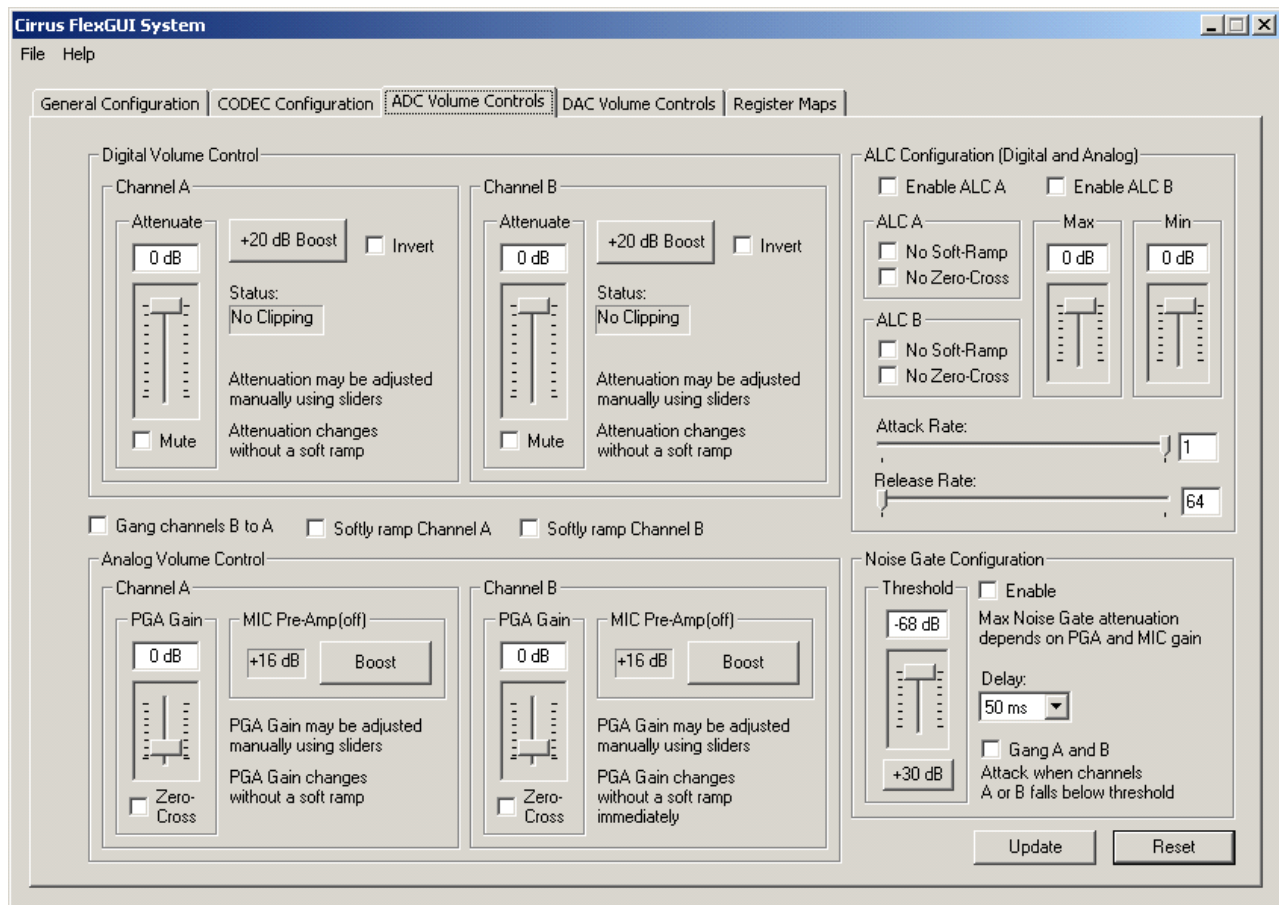 Cirrus FlexGUI System
File Help
General Configuration CODEC Configuration ADC Volume Controls DAC Volume Controls Register Maps
Digital Volume Control
Channel A
Attenuate
0 dB
+20 dB Boost
Invert
Status:
No Clipping
Attenuation may be adjusted
manually using sliders
Mute
Attenuation changes
without a soft ramp
Channel B
Attenuate
0 dB
+20 dB Boost
Invert
Status:
No Clipping
Attenuation may be adjusted
manually using sliders
Mute
Attenuation changes
without a soft ramp
Gang channels B to A
Softly ramp Channel A
Softly ramp Channel B
Analog Volume Control
Channel A
PGA Gain
0 dB
MIC Pre-Amp(off)
+16 dB
Boost
PGA Gain may be adjusted
manually using sliders
PGA Gain changes
without a soft ramp
Zero-
Cross
Channel B
PGA Gain
0 dB
MIC Pre-Amp(off)
+16 dB
Boost
PGA Gain may be adjusted
manually using sliders
PGA Gain changes
without a soft ramp
immediately
Zero-
Cross
ALC Configuration (Digital and Analog)
Enable ALC A
Enable ALC B
ALC A
No Soft-Ramp
No Zero-Cross
ALC B
No Soft-Ramp
No Zero-Cross
Max
0 dB
Min
0 dB
Attack Rate:
1
Release Rate:
64
Noise Gate Configuration
Threshold
-68 dB
+30 dB
Enable
Max Noise Gate attenuation
depends on PGA and MIC gain
Delay:
50 ms
Gang A and B
Attack when channels
A or B falls below threshold
Update
Reset